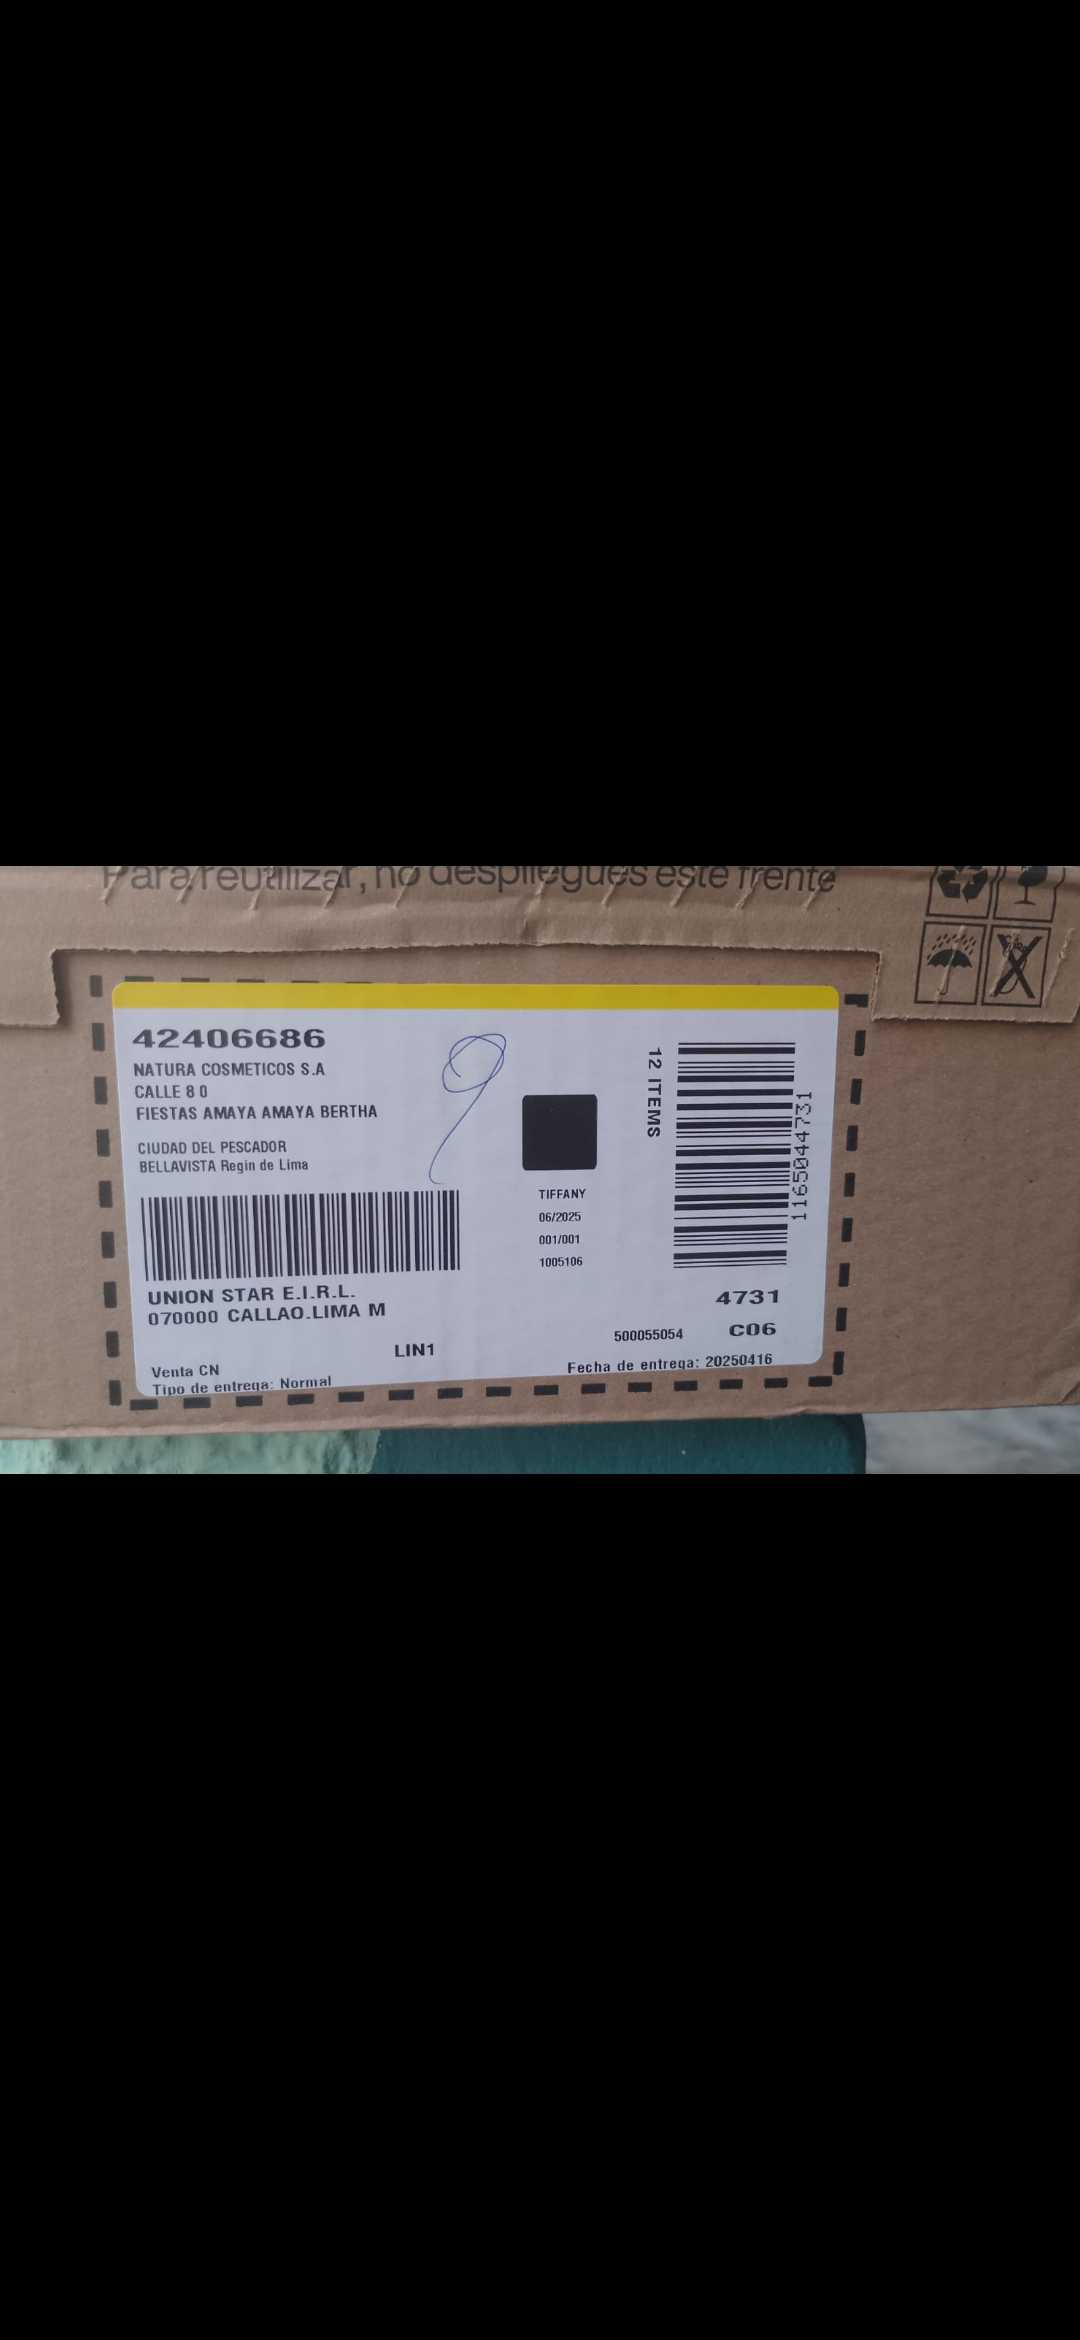 Para reutilizar, no despliegues este frente
42406686
NATURA COSMETICOS S.A
CALLE 8 0
FIESTAS AMAYA AMAYA BERTHA
CIUDAD DEL PESCADOR
BELLAVISTA Regin de Lima
UNION STAR E.I.R.L.
070000 CALLAO.LIMA M
LIN1
Venta CN
Tipo de entrega: Normal
9
TIFFANY
06/2025
001/001
1005106
12 ITEMS
1165044731
4731
500055054 C06
Fecha de entrega: 20250416